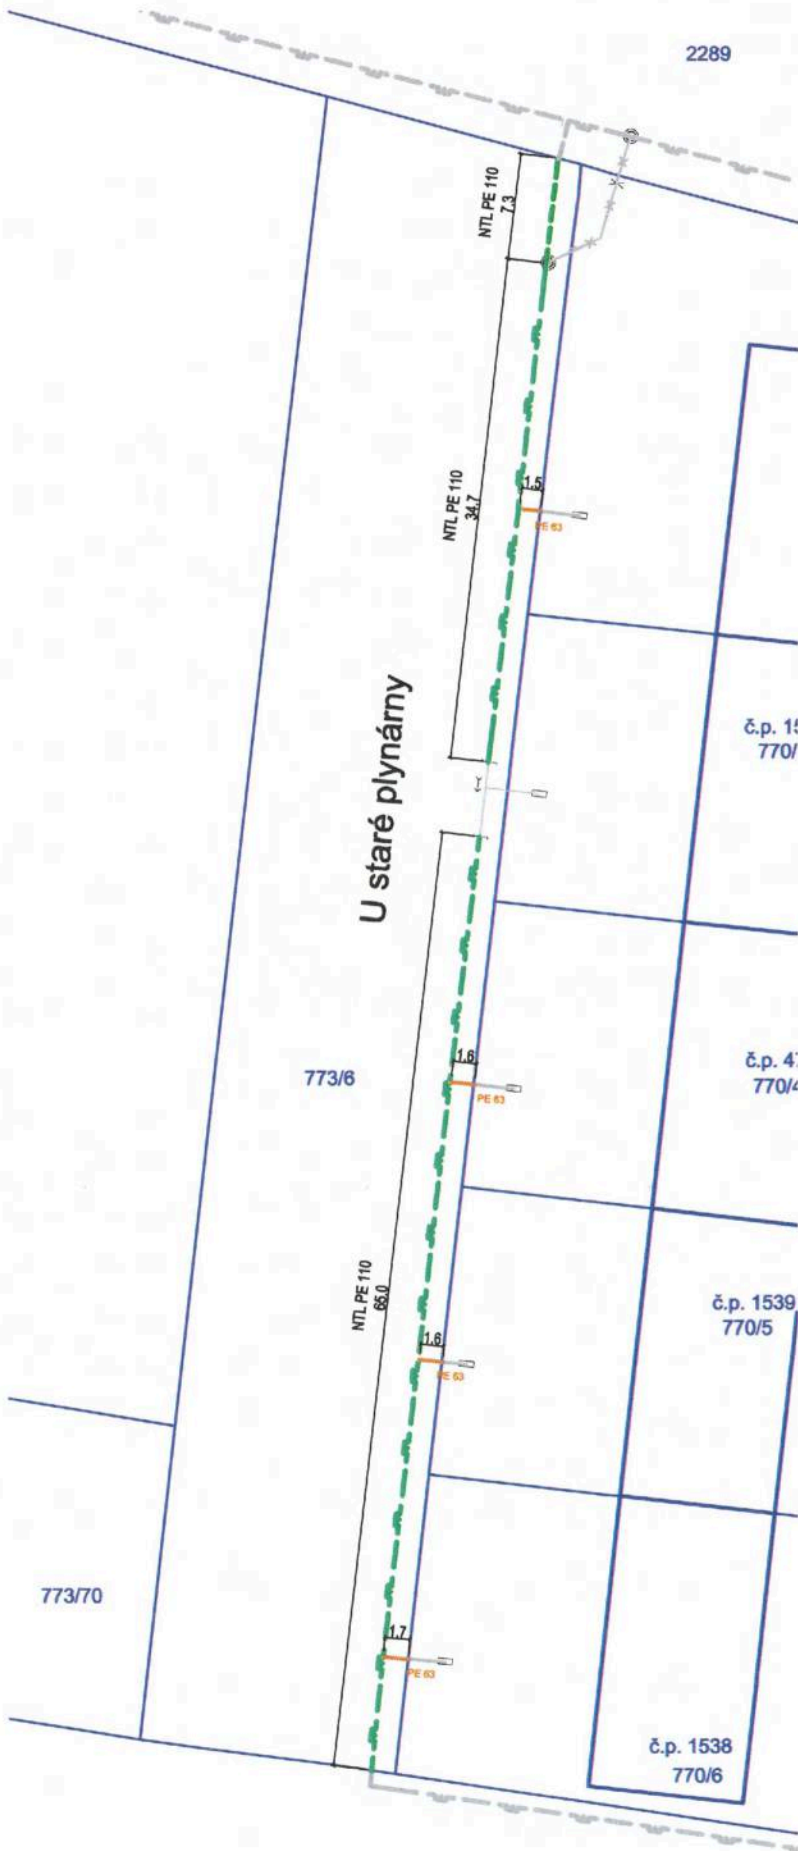 2289
NTL PE 110
7.3
NTL PE 110
34.7
1.5
PE 63
č.p. 15
770/
U staré plynárny
1.6
PE 63
773/6
č.p. 47
770/4
NTL PE 110
65.0
1.6
PE 63
č.p. 1539
770/5
773/70
1.7
PE 63
č.p. 1538
770/6